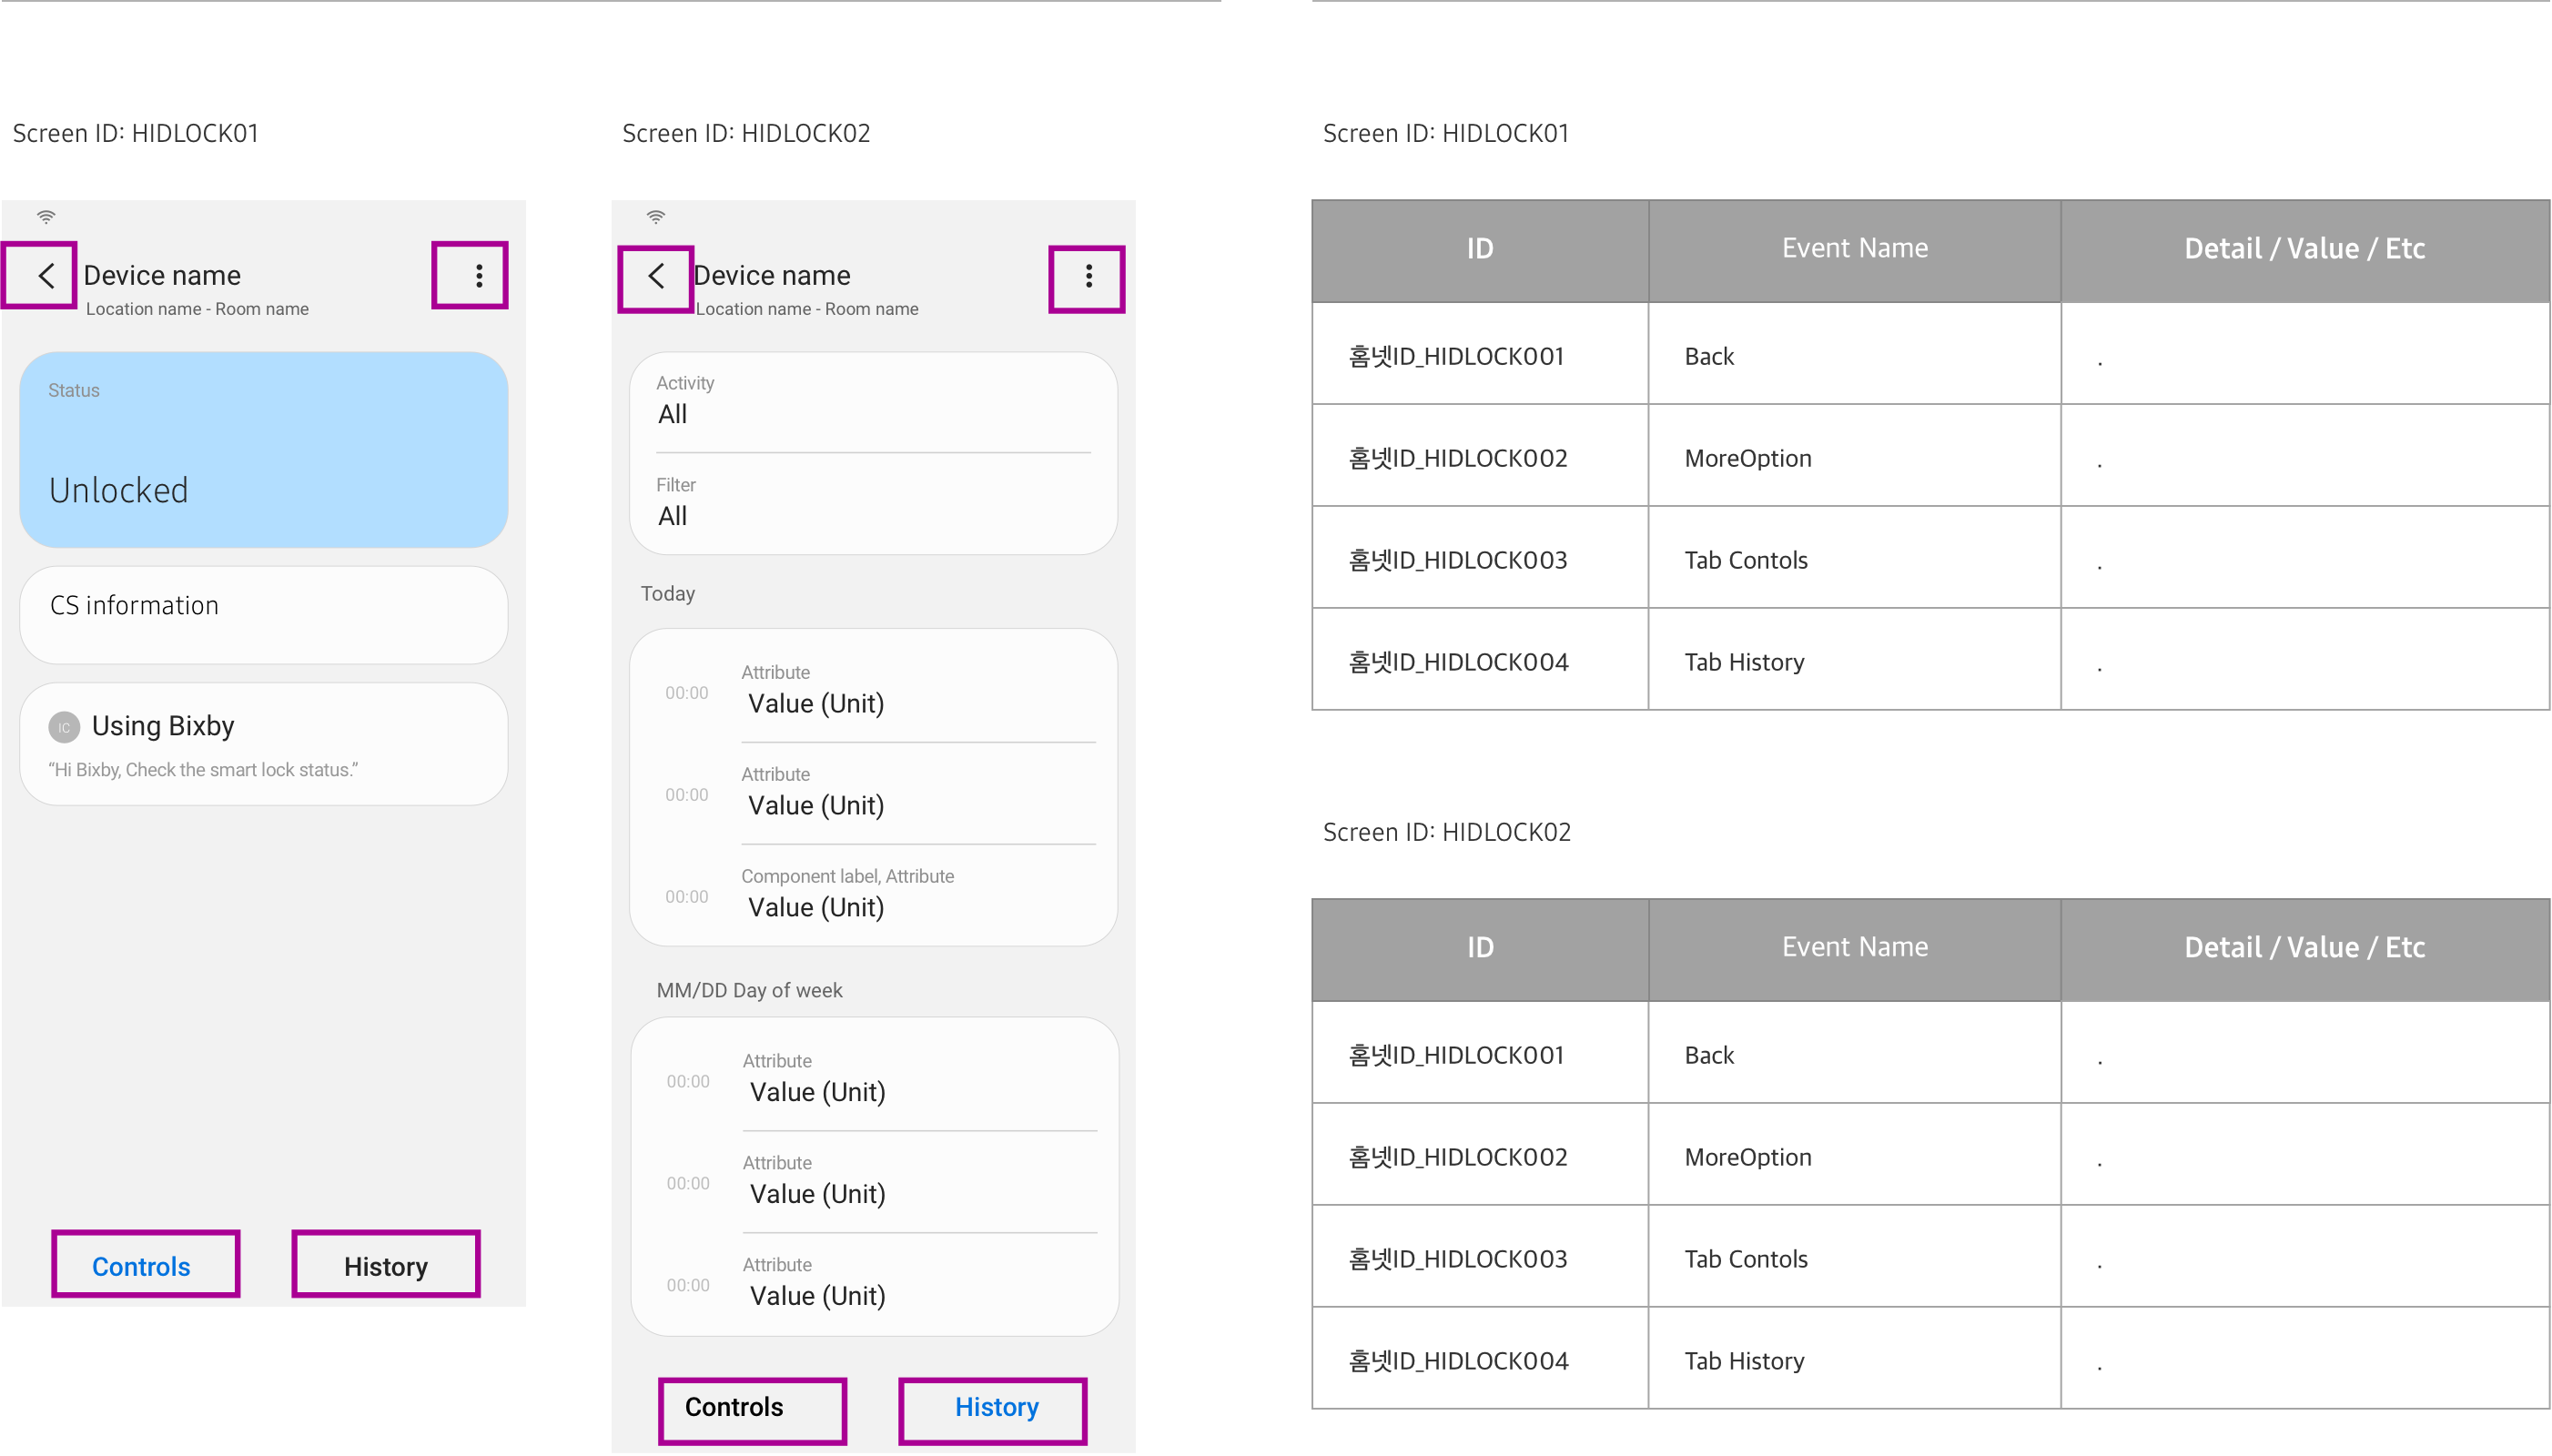 Screen ID: HIDLOCK01
Device name
Location name - Room name
Status
Unlocked
CS information
IC Using Bixby
“Hi Bixby, Check the smart lock status.”
Controls History
Screen ID: HIDLOCK02
Device name
Location name - Room name
Activity
All
Filter
All
Today
Attribute
00:00
Value (Unit)
Attribute
00:00
Value (Unit)
Component label, Attribute
00:00
Value (Unit)
MM/DD Day of week
Attribute
00:00
Value (Unit)
Attribute
00:00
Value (Unit)
Attribute
00:00
Value (Unit)
Controls History
Screen ID: HIDLOCK01
ID Event Name Detail / Value / Etc
홈넷ID_HIDLOCK001 Back .
홈넷ID_HIDLOCK002 MoreOption .
홈넷ID_HIDLOCK003 Tab Contols .
홈넷ID_HIDLOCK004 Tab History .
Screen ID: HIDLOCK02
ID Event Name Detail / Value / Etc
홈넷ID_HIDLOCK001 Back .
홈넷ID_HIDLOCK002 MoreOption .
홈넷ID_HIDLOCK003 Tab Contols .
홈넷ID_HIDLOCK004 Tab History .